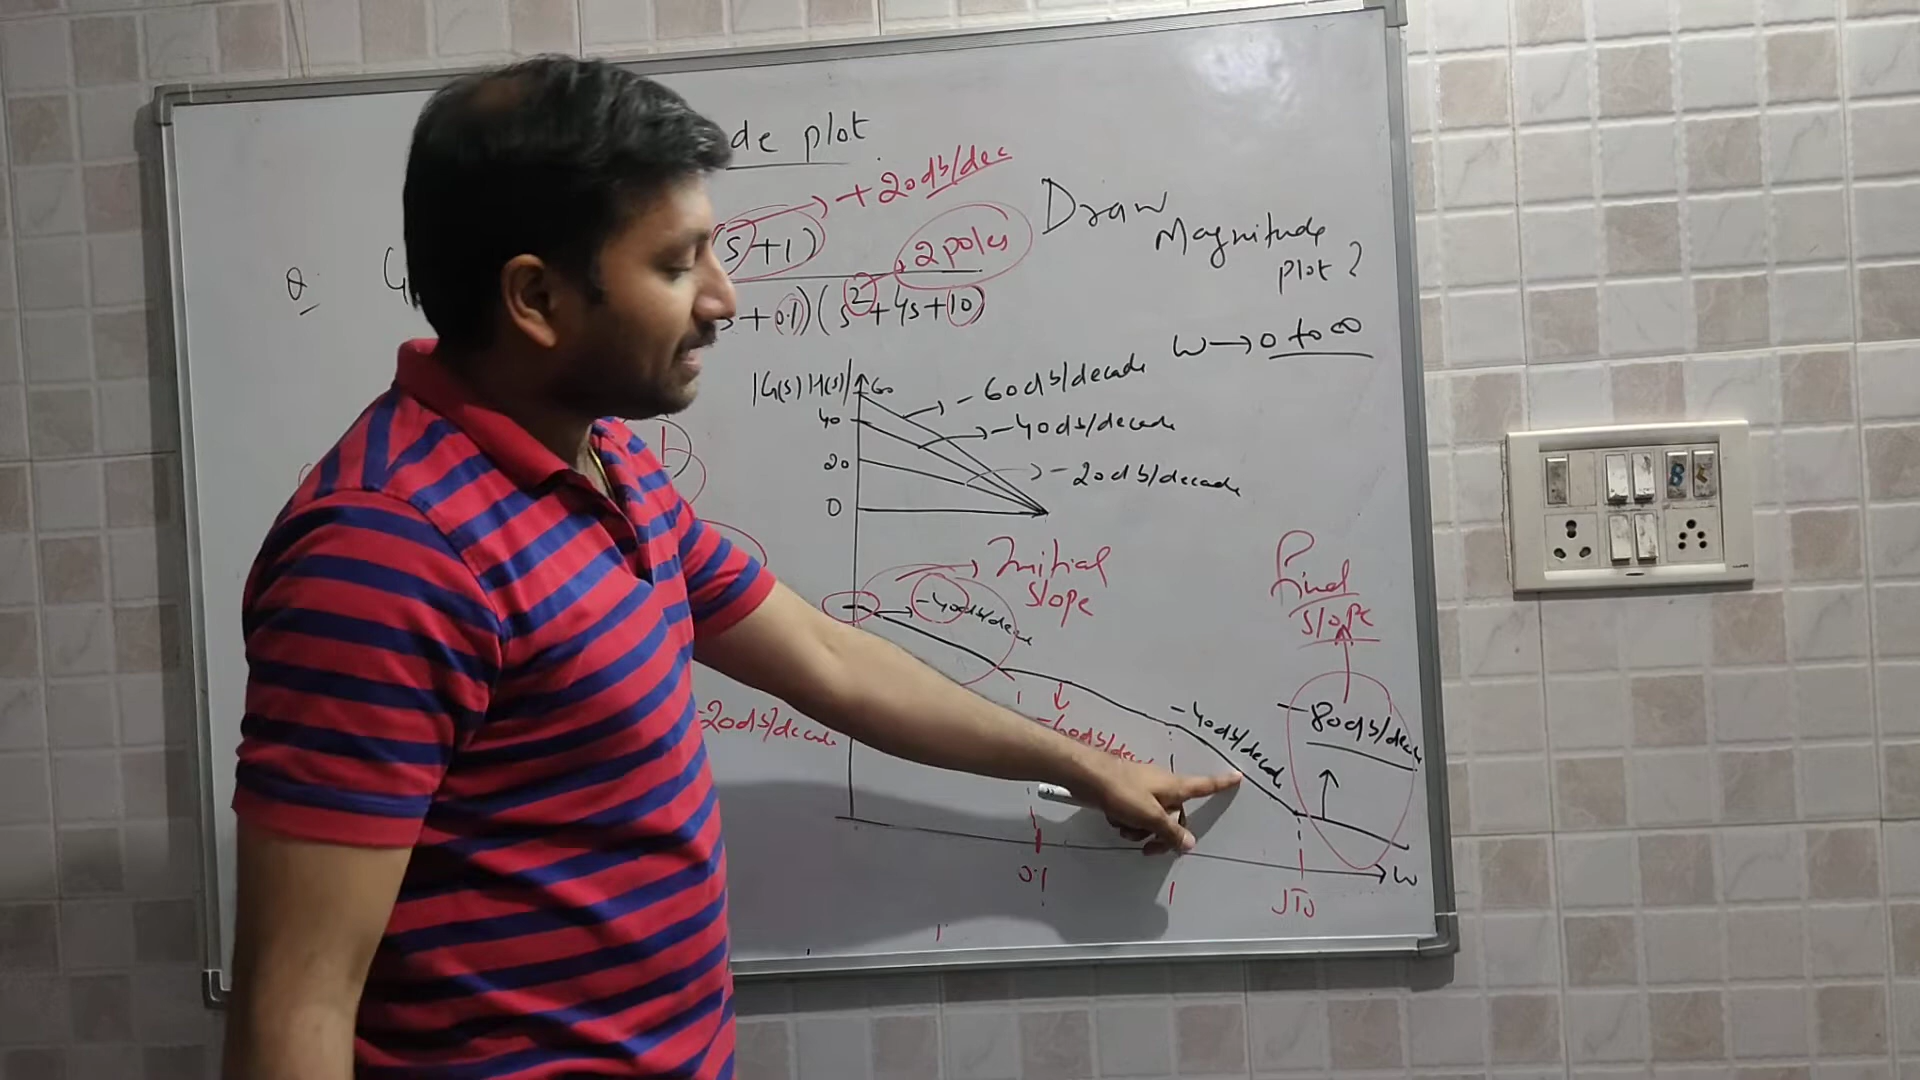 de plot
(s+1) → +20db/dec
2 poles
Q. G
s+0.1)(s²+4s+10)
Draw
Magnitude
plot?
W → 0 to ∞
|G(s)H(s)| 60
→ -60db/decade
40
→ -40db/decade
20
→ -20db/decade
0
→ Initial
slope
→ -40db/decade
Final
slope
-20db/decade
-60db/decade
-40db/decade
-80db/decade
0.1
1
√10
W